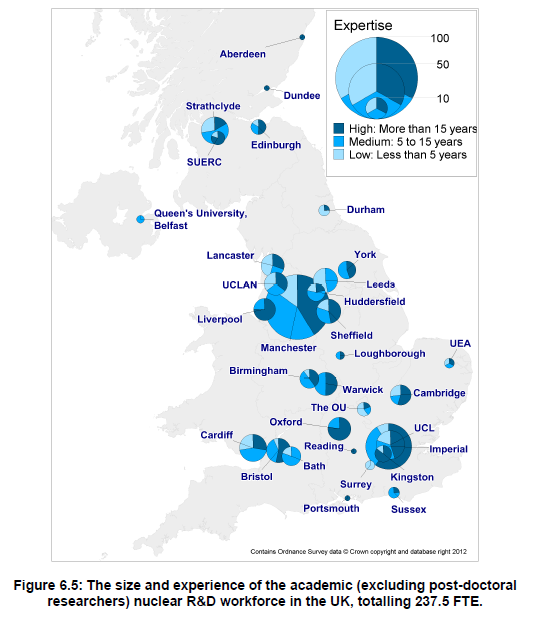 Expertise
100
50
10
High: More than 15 years
Medium: 5 to 15 years
Low: Less than 5 years
Aberdeen
Dundee
Strathclyde
Edinburgh
SUERC
Durham
Queen's University,
Belfast
Lancaster
York
UCLAN
Leeds
Huddersfield
Liverpool
Sheffield
Manchester
Loughborough
UEA
Birmingham
Warwick
Cambridge
The OU
Oxford
UCL
Cardiff
Reading
Imperial
Bath
Bristol
Surrey
Kingston
Portsmouth
Sussex
Contains Ordnance Survey data © Crown copyright and database right 2012
Figure 6.5: The size and experience of the academic (excluding post-doctoral
researchers) nuclear R&D workforce in the UK, totalling 237.5 FTE.